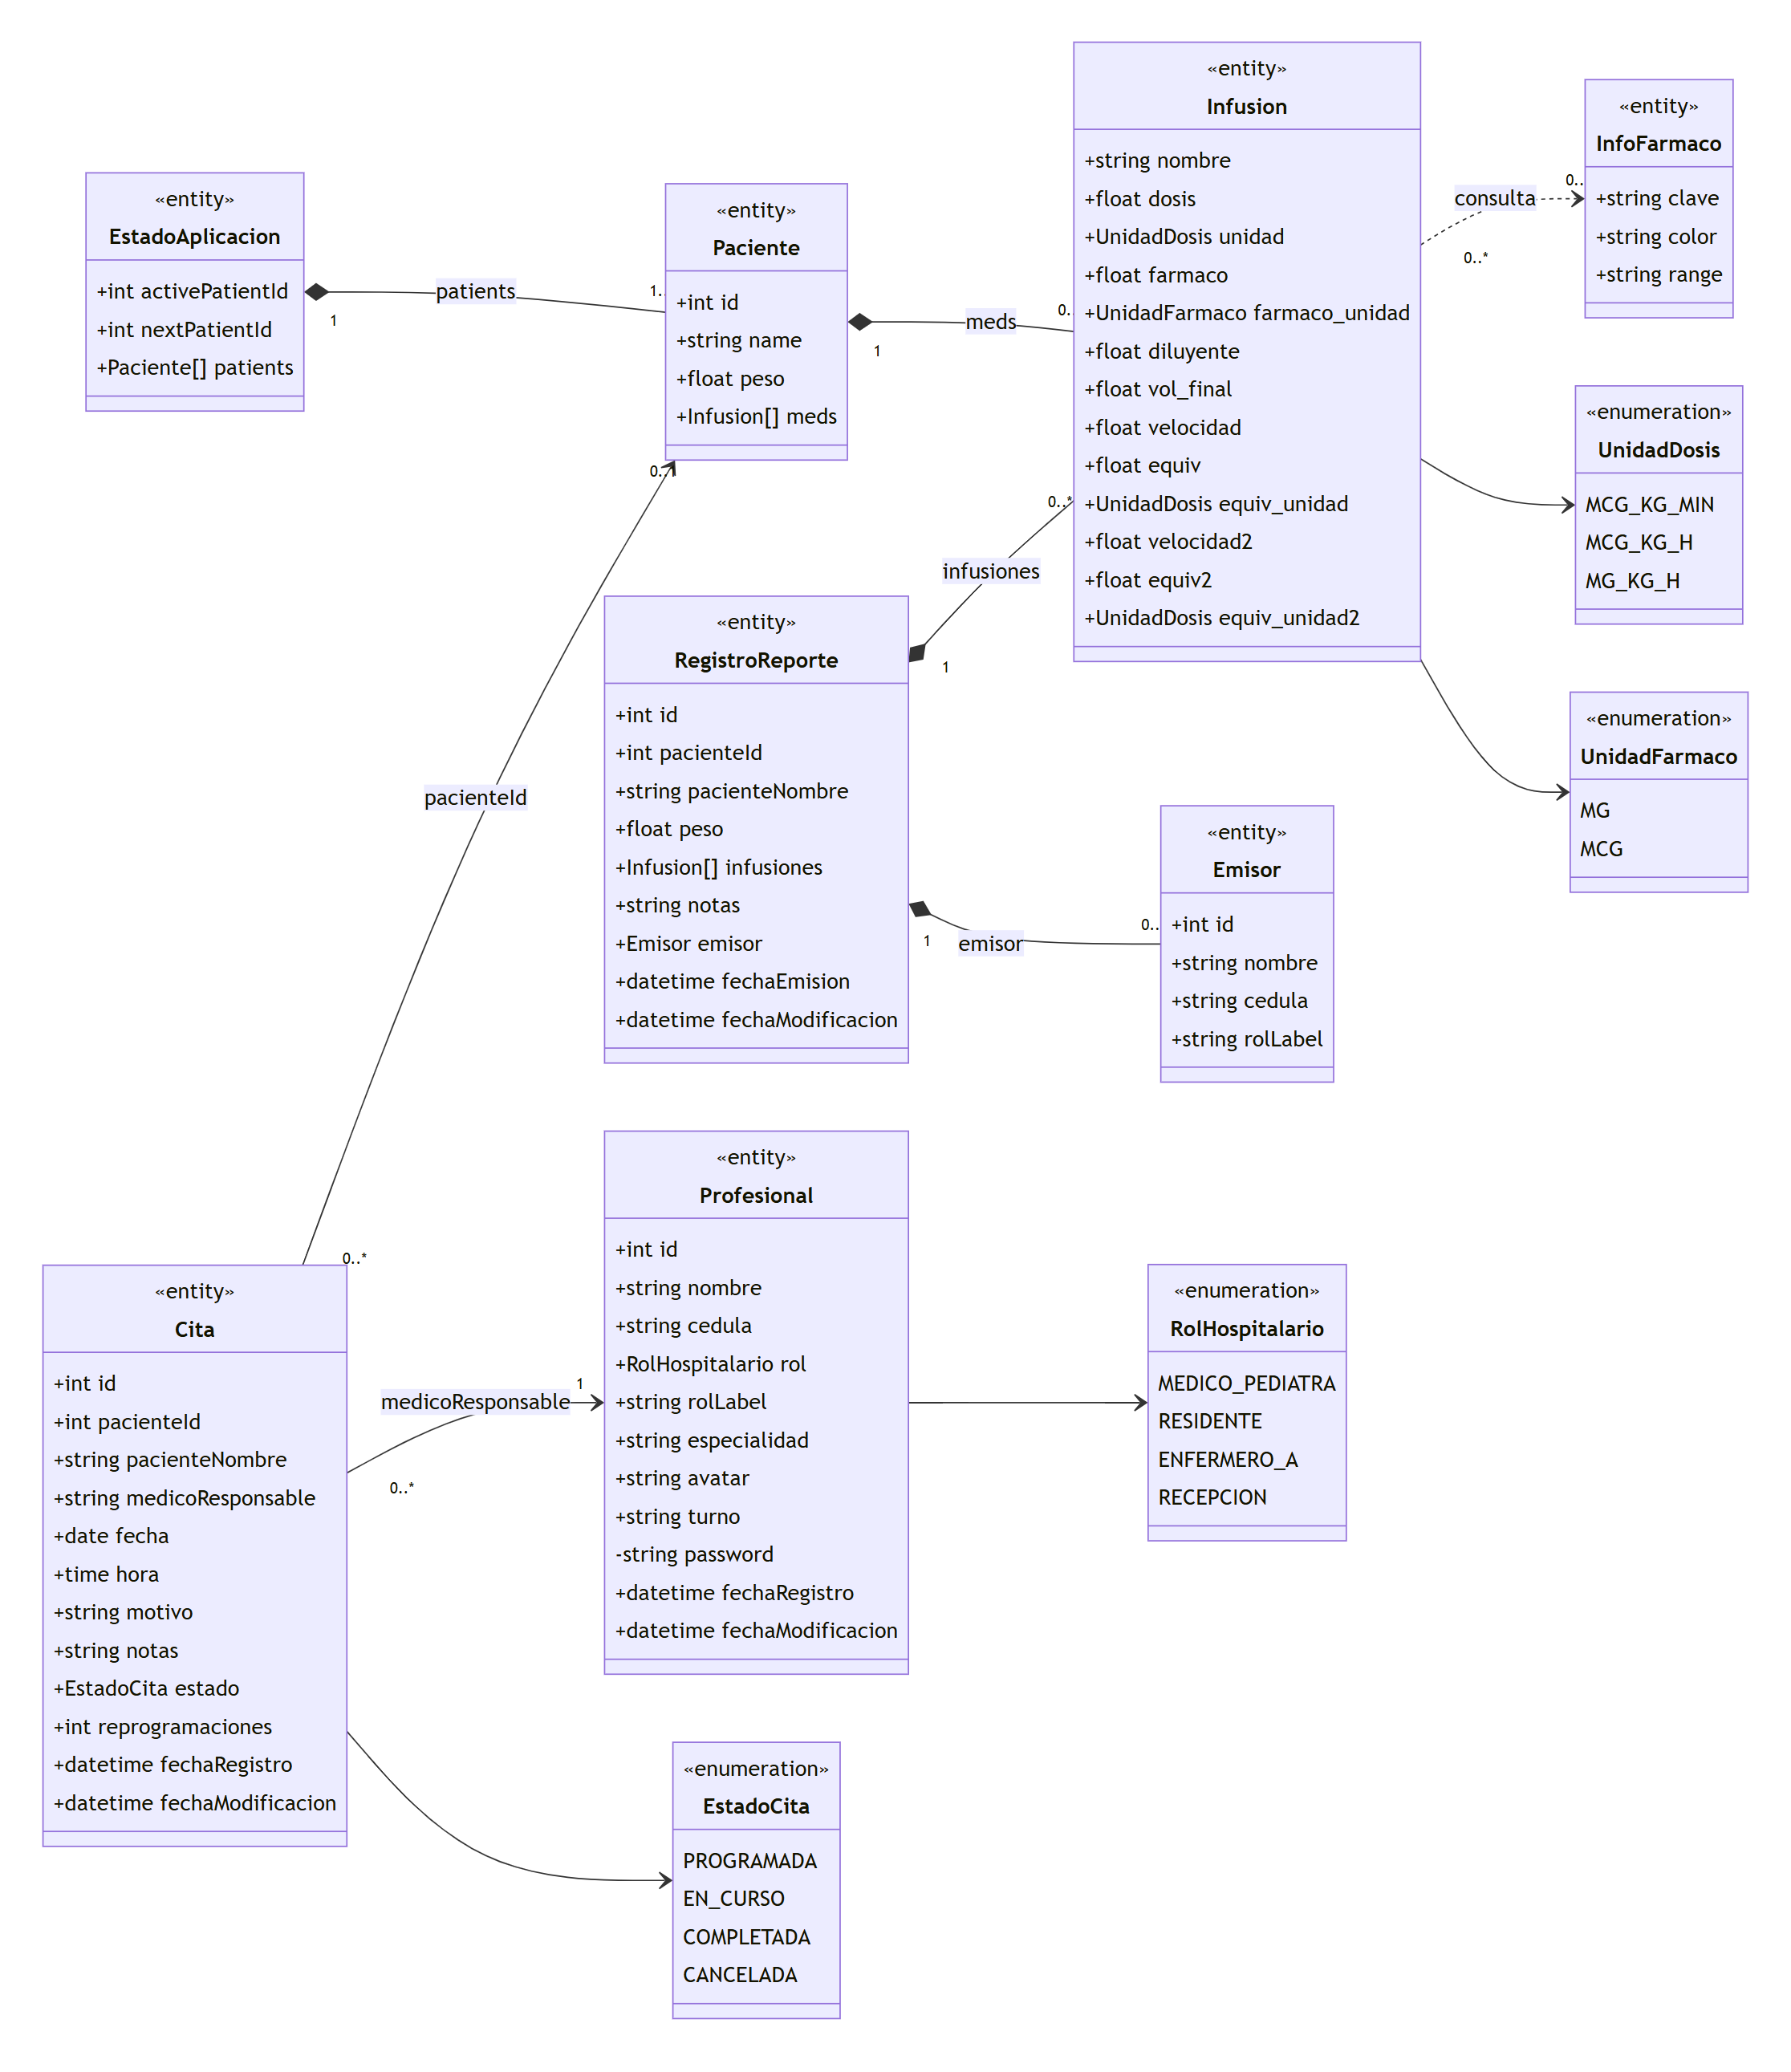 «entity»
EstadoAplicacion
+int activePatientId
+int nextPatientId
+Paciente[] patients
patients
1
1..
«entity»
Paciente
+int id
+string name
+float peso
+Infusion[] meds
meds
1
0..
«entity»
Infusion
+string nombre
+float dosis
+UnidadDosis unidad
+float farmaco
+UnidadFarmaco farmaco_unidad
+float diluyente
+float vol_final
+float velocidad
+float equiv
+UnidadDosis equiv_unidad
+float velocidad2
+float equiv2
+UnidadDosis equiv_unidad2
consulta
0..*
0..
«entity»
InfoFarmaco
+string clave
+string color
+string range
«enumeration»
UnidadDosis
MCG_KG_MIN
MCG_KG_H
MG_KG_H
«enumeration»
UnidadFarmaco
MG
MCG
infusiones
1
0..*
«entity»
RegistroReporte
+int id
+int pacienteId
+string pacienteNombre
+float peso
+Infusion[] infusiones
+string notas
+Emisor emisor
+datetime fechaEmision
+datetime fechaModificacion
emisor
1
0..
«entity»
Emisor
+int id
+string nombre
+string cedula
+string rolLabel
pacienteId
0..*
0..1
«entity»
Cita
+int id
+int pacienteId
+string pacienteNombre
+string medicoResponsable
+date fecha
+time hora
+string motivo
+string notas
+EstadoCita estado
+int reprogramaciones
+datetime fechaRegistro
+datetime fechaModificacion
medicoResponsable
0..*
1
«entity»
Profesional
+int id
+string nombre
+string cedula
+RolHospitalario rol
+string rolLabel
+string especialidad
+string avatar
+string turno
-string password
+datetime fechaRegistro
+datetime fechaModificacion
«enumeration»
RolHospitalario
MEDICO_PEDIATRA
RESIDENTE
ENFERMERO_A
RECEPCION
«enumeration»
EstadoCita
PROGRAMADA
EN_CURSO
COMPLETADA
CANCELADA